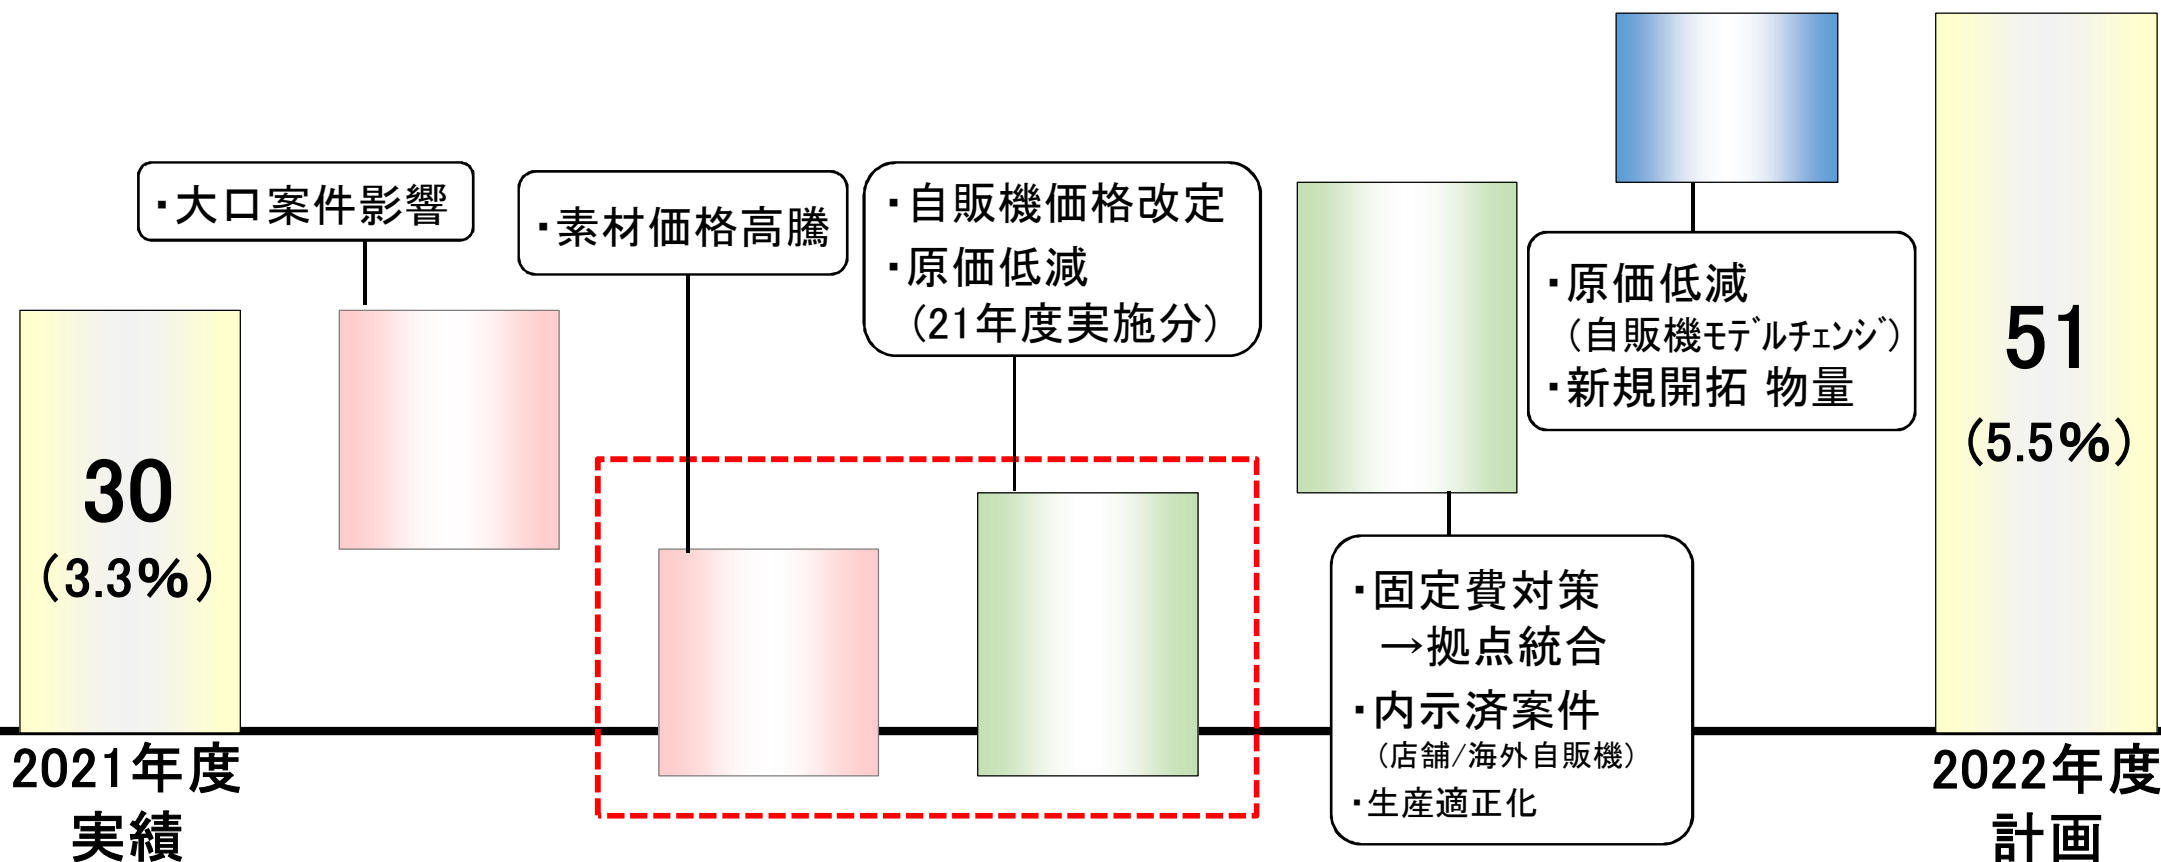 ・大口案件影響
・素材価格高騰
・自販機価格改定
・原価低減
（21年度実施分）
・原価低減
（自販機ﾓﾃﾞﾙﾁｪﾝｼﾞ）
・新規開拓 物量
30
（3.3%）
51
（5.5%）
・固定費対策
→拠点統合
・内示済案件
（店舗/海外自販機）
・生産適正化
2021年度
実績
2022年度
計画